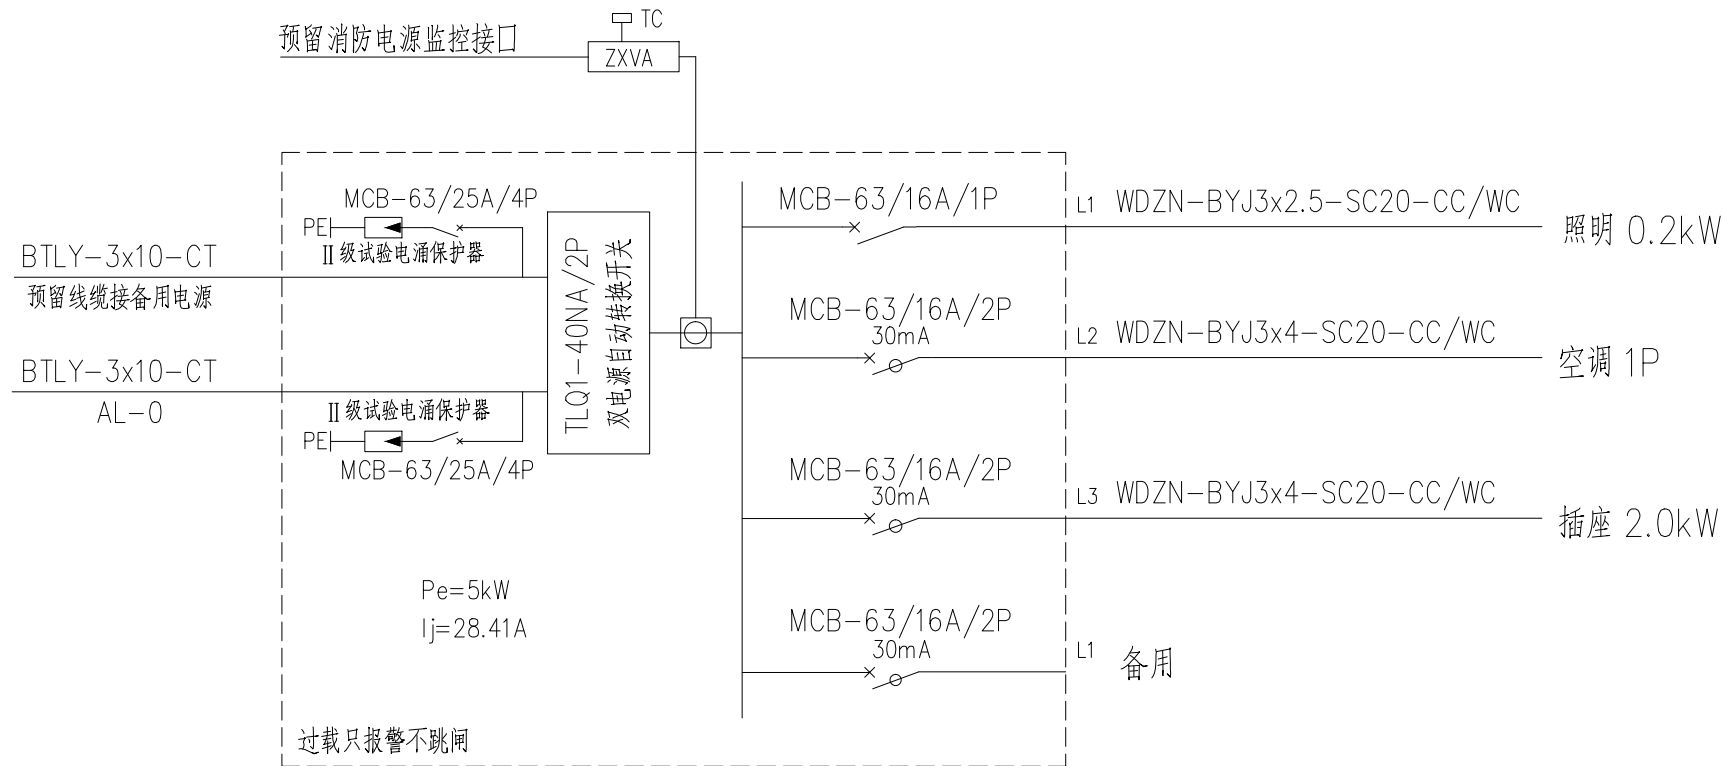 TC
预留消防电源监控接口
ZXVA
MCB-63/25A/4P
PE
II级试验电涌保护器
BTLY-3x10-CT
预留线缆接备用电源
BTLY-3x10-CT
AL-0
II级试验电涌保护器
PE
MCB-63/25A/4P
TLQ1-40NA/2P
双电源自动转换开关
MCB-63/16A/1P
L1 WDZN-BYJ3x2.5-SC20-CC/WC
照明 0.2kW
MCB-63/16A/2P
30mA
L2 WDZN-BYJ3x4-SC20-CC/WC
空调 1P
MCB-63/16A/2P
30mA
L3 WDZN-BYJ3x4-SC20-CC/WC
插座 2.0kW
MCB-63/16A/2P
30mA
L1 备用
Pe=5kW
Ij=28.41A
过载只报警不跳闸